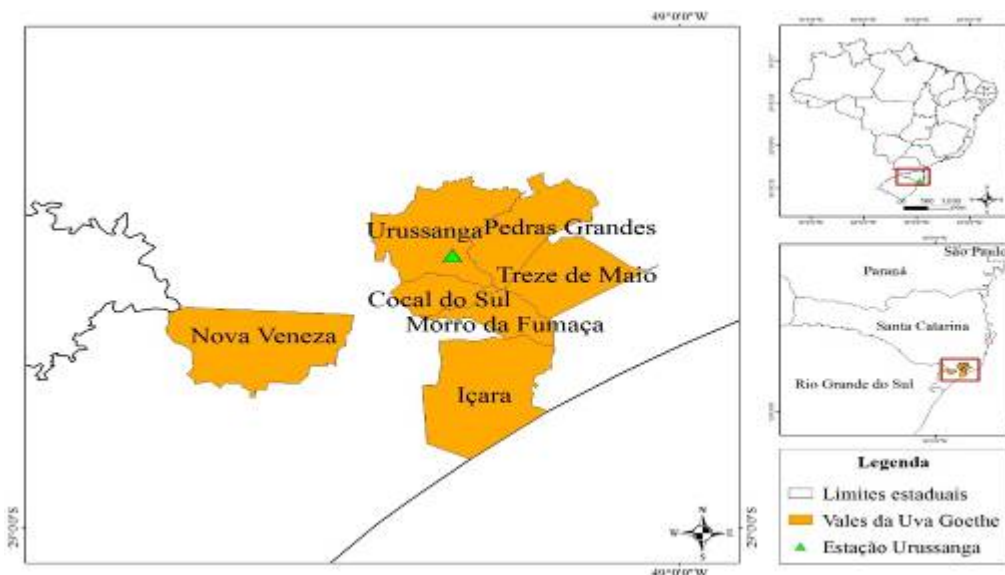 49°0'0"W
Urussanga
Pedras Grandes
Treze de Maio
Cocal do Sul
Morro da Fumaça
Nova Veneza
Içara
29°0'0"S
29°0'0"S
N
W
E
S
49°0'0"W
São Paulo
Paraná
Santa Catarina
Rio Grande do Sul
Legenda
Limites estaduais
Vales da Uva Goethe
Estação Urussanga